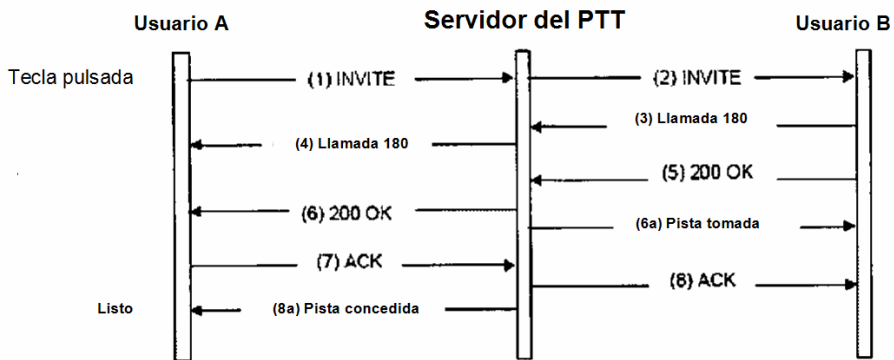 Usuario A
Servidor del PTT
Usuario B
Tecla pulsada
(1) INVITE
(2) INVITE
(3) Llamada 180
(4) Llamada 180
(5) 200 OK
(6) 200 OK
(6a) Pista tomada
(7) ACK
(8) ACK
Listo
(8a) Pista concedida